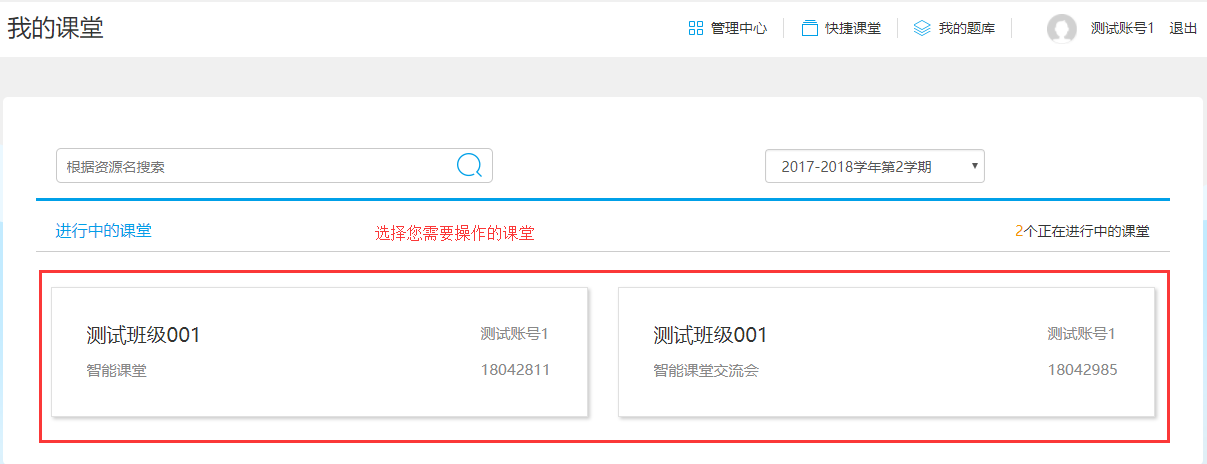 我的课堂
管理中心 快捷课堂 我的题库 测试账号1 退出
根据资源名搜索 2017-2018学年第2学期
进行中的课堂 选择您需要操作的课堂 2个正在进行中的课堂
测试班级001 测试账号1
智能课堂 18042811
测试班级001 测试账号1
智能课堂交流会 18042985